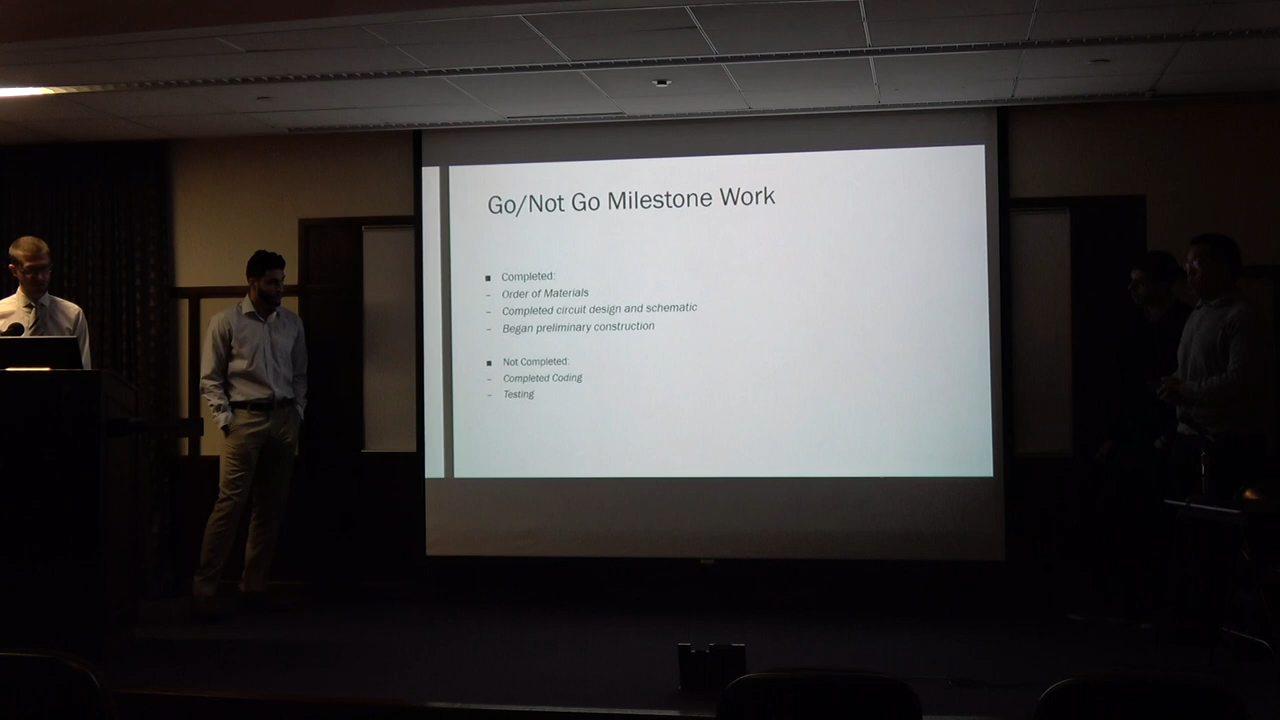 Go/Not Go Milestone Work
■ Completed:
– Order of Materials
– Completed circuit design and schematic
– Began preliminary construction
■ Not Completed:
– Completed Coding
– Testing